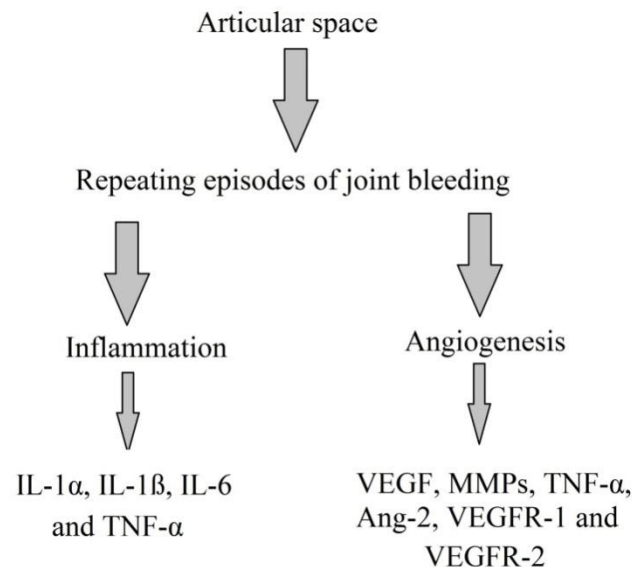 Articular space
Repeating episodes of joint bleeding
Inflammation
Angiogenesis
IL-1α, IL-1ß, IL-6
and TNF-α
VEGF, MMPs, TNF-α,
Ang-2, VEGFR-1 and
VEGFR-2